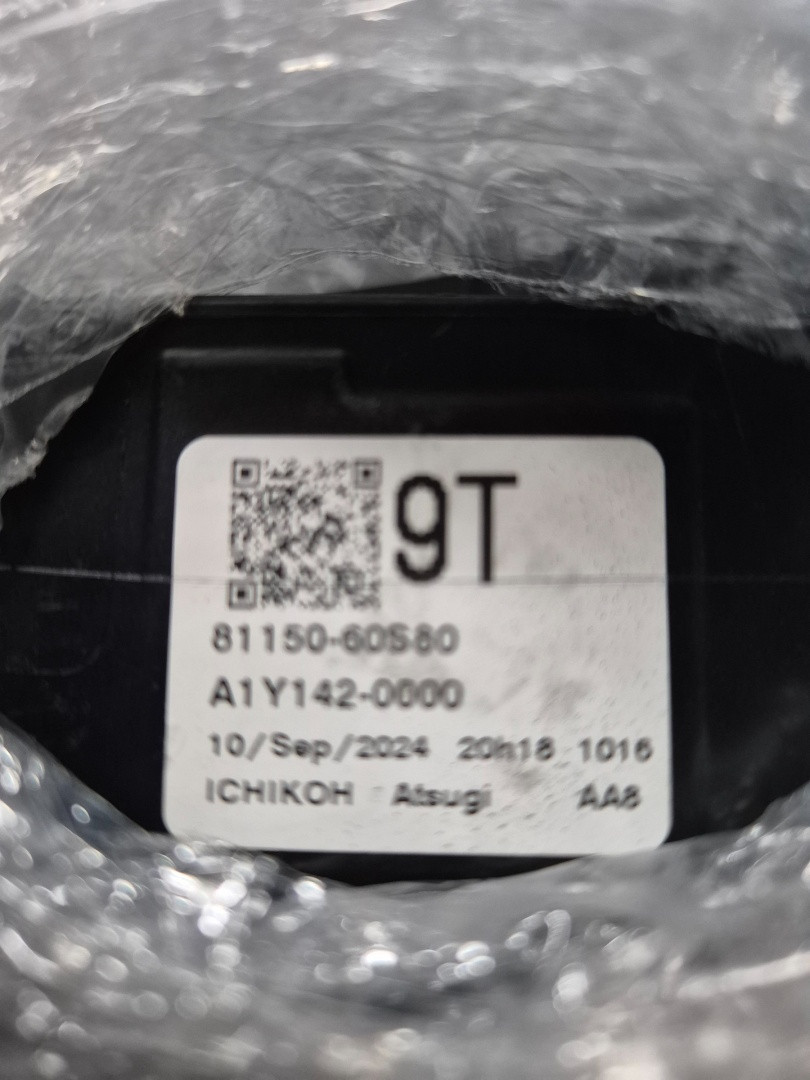 9T
81150-60S80
A1Y142-0000
10/Sep/2024 20h18 1016
ICHIKOH Atsugi AA8